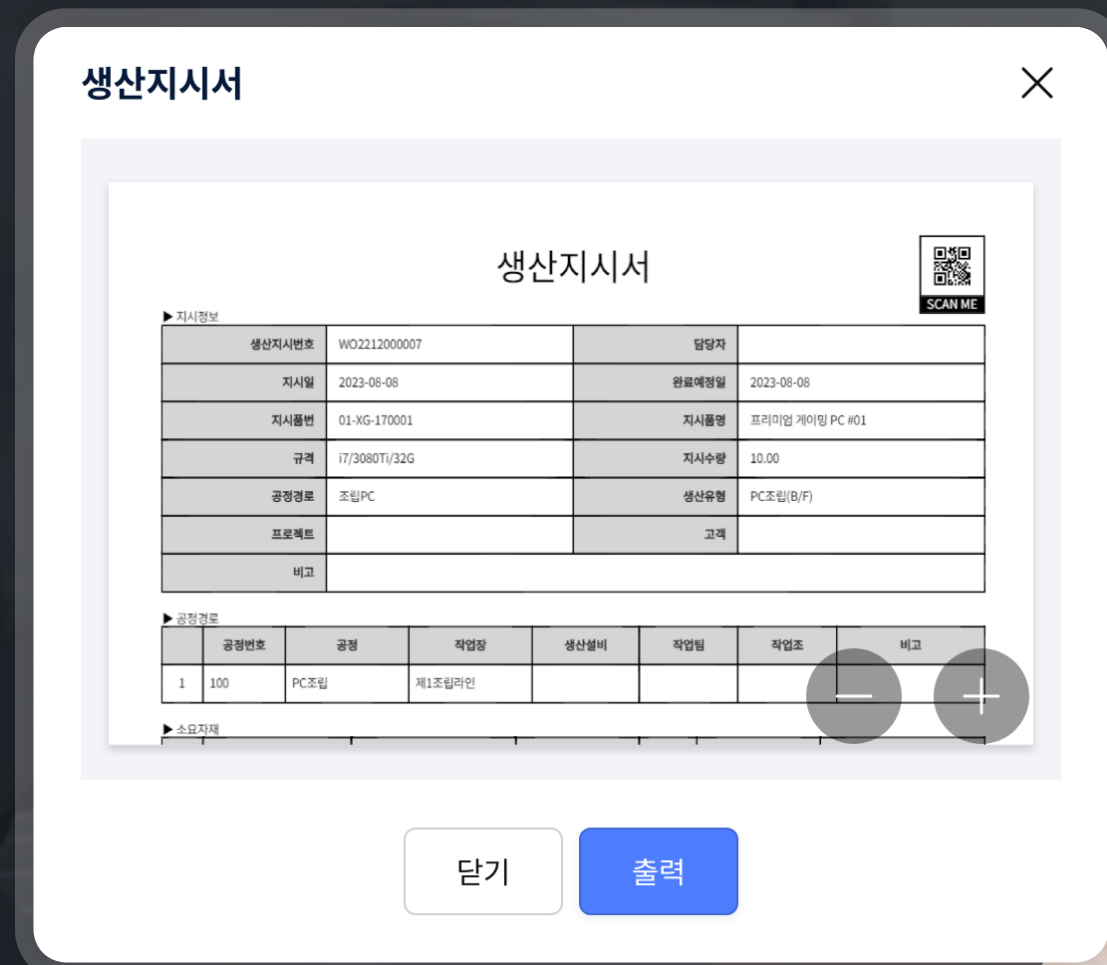 생산지시서
생산지시서
SCAN ME
▶ 지시정보
생산지시번호 WO2212000007 담당자
지시일 2023-08-08 완료예정일 2023-08-08
지시품번 01-XG-170001 지시품명 프리미엄 게이밍 PC #01
규격 i7/3080Ti/32G 지시수량 10.00
공정경로 조립PC 생산유형 PC조립(B/F)
프로젝트 고객
비고
▶ 공정경로
공정번호 공정 작업장 생산설비 작업팀 작업조 비고
1 100 PC조립 제1조립라인
▶ 소요자재
닫기 출력